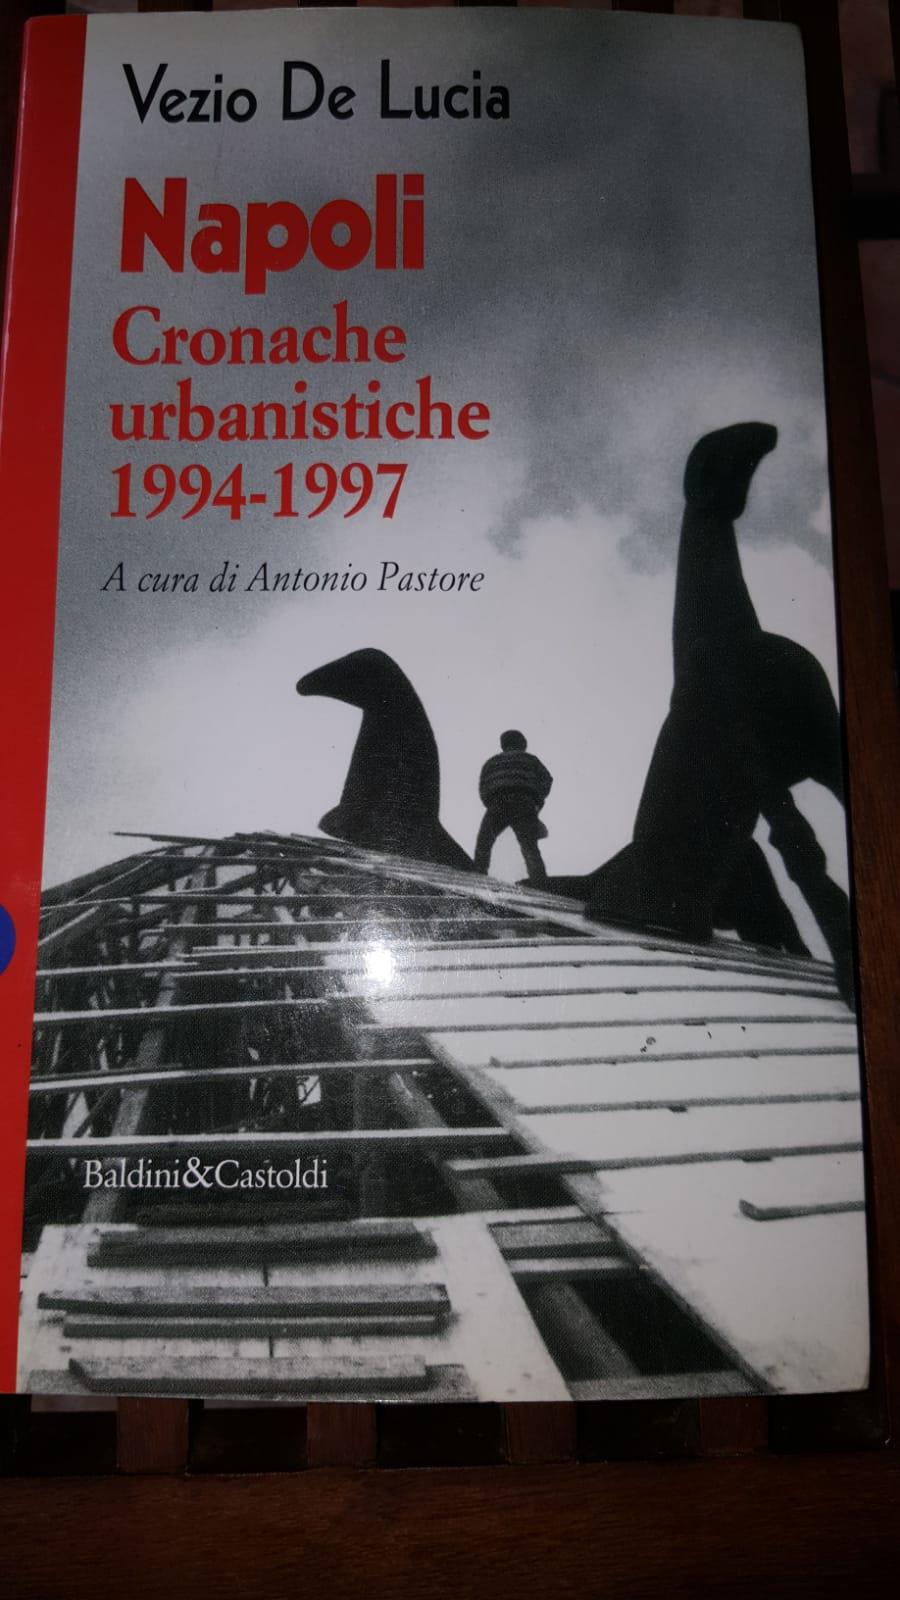 Vezio De Lucia
Napoli
Cronache
urbanistiche
1994-1997
A cura di Antonio Pastore
Baldini&Castoldi